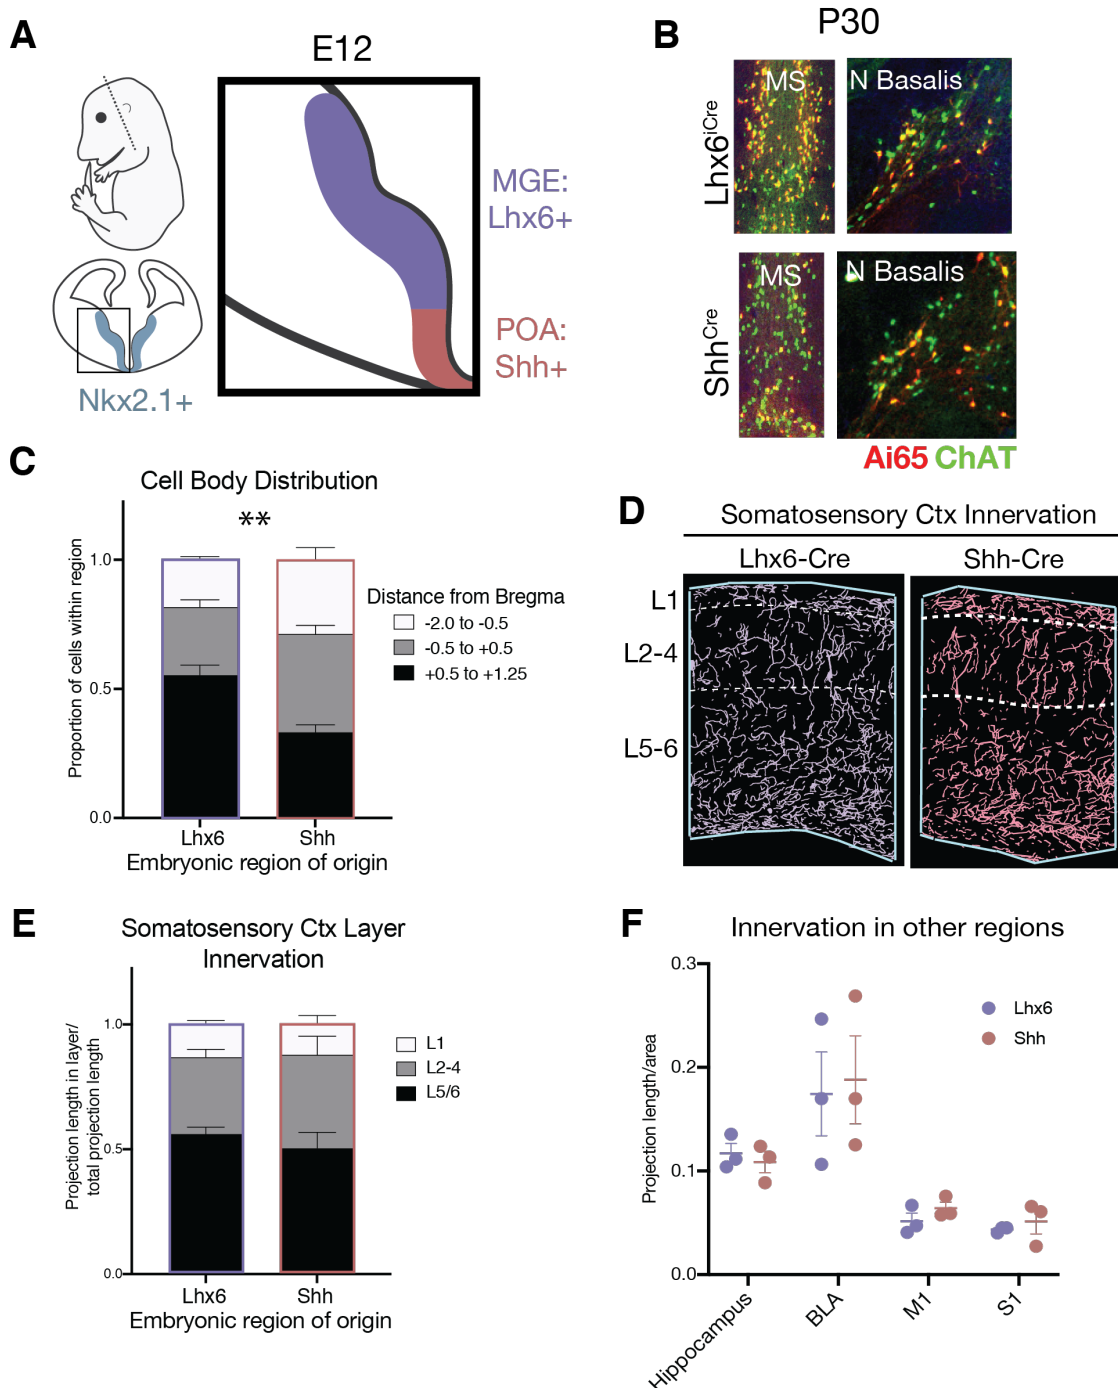 A
E12
MGE:
Lhx6+
POA:
Shh+
Nkx2.1+
B
P30
MS
N Basalis
Lhx6iCre
MS
N Basalis
ShhCre
Ai65 ChAT
C
Cell Body Distribution
**
Proportion of cells within region
1.0
0.5
0.0
Lhx6
Shh
Embryonic region of origin
Distance from Bregma
-2.0 to -0.5
-0.5 to +0.5
+0.5 to +1.25
D
Somatosensory Ctx Innervation
Lhx6-Cre
Shh-Cre
L1
L2-4
L5-6
E
Somatosensory Ctx Layer
Innervation
Projection length in layer/
total projection length
1.0
0.5
0.0
Lhx6
Shh
Embryonic region of origin
L1
L2-4
L5/6
F
Innervation in other regions
Projection length/area
0.3
0.2
0.1
0.0
Lhx6
Shh
Hippocampus
BLA
M1
S1